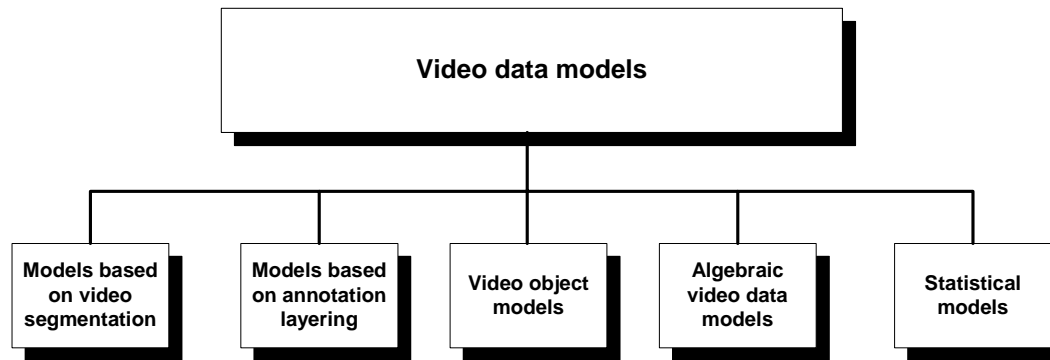 Video data models
Models based
on video
segmentation
Models based
on annotation
layering
Video object
models
Algebraic
video data
models
Statistical
models